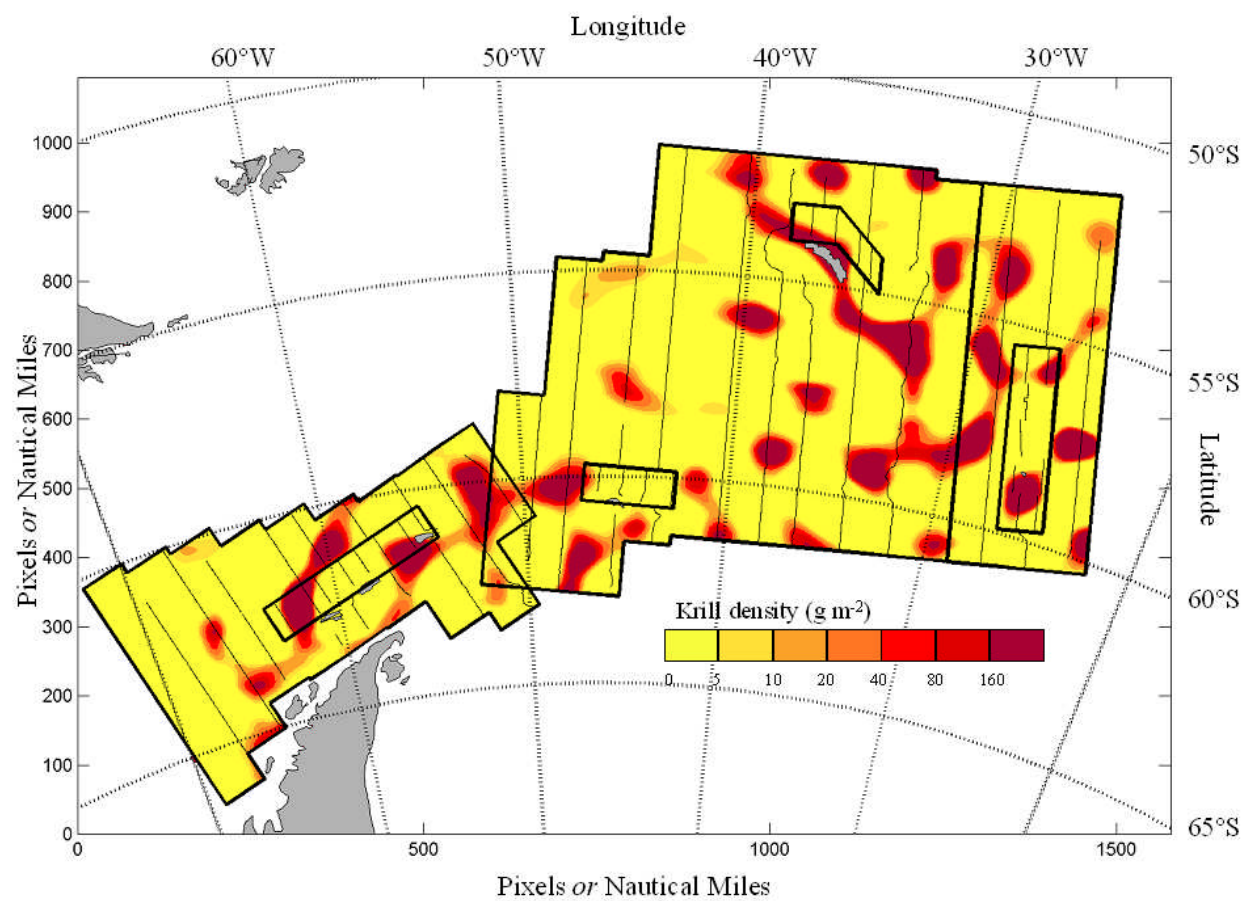 Longitude
60°W 50°W 40°W 30°W
1000
900
800
700
600
500
400
300
200
100
0
Pixels or Nautical Miles
50°S
55°S
Latitude
60°S
65°S
Krill density (g m-2)
0 5 10 20 40 80 160
0 500 1000 1500
Pixels or Nautical Miles